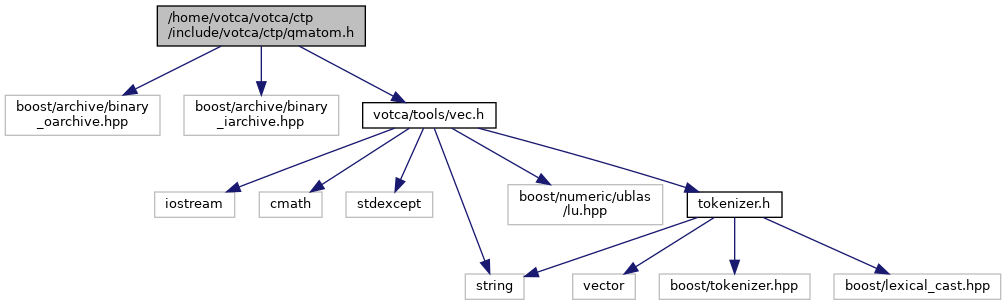 /home/votca/votca/ctp
/include/votca/ctp/qmatom.h
boost/archive/binary
_oarchive.hpp
boost/archive/binary
_iarchive.hpp
votca/tools/vec.h
iostream
cmath
stdexcept
boost/numeric/ublas
/lu.hpp
tokenizer.h
string
vector
boost/tokenizer.hpp
boost/lexical_cast.hpp